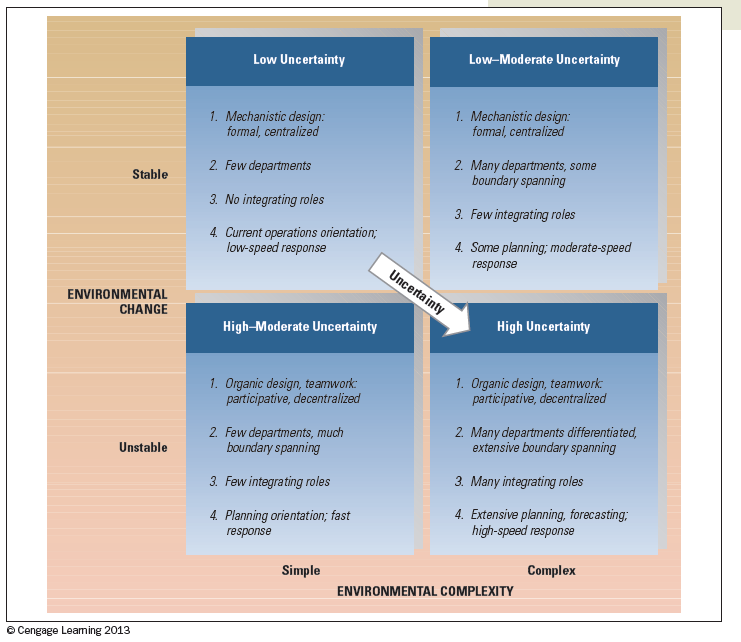 Low Uncertainty
1. Mechanistic design:
formal, centralized
2. Few departments
3. No integrating roles
4. Current operations orientation;
low-speed response
Low–Moderate Uncertainty
1. Mechanistic design:
formal, centralized
2. Many departments, some
boundary spanning
3. Few integrating roles
4. Some planning; moderate-speed
response
Stable
ENVIRONMENTAL
CHANGE
Uncertainty
High–Moderate Uncertainty
1. Organic design, teamwork:
participative, decentralized
2. Few departments, much
boundary spanning
3. Few integrating roles
4. Planning orientation; fast
response
High Uncertainty
1. Organic design, teamwork:
participative, decentralized
2. Many departments differentiated,
extensive boundary spanning
3. Many integrating roles
4. Extensive planning, forecasting;
high-speed response
Unstable
Simple
Complex
ENVIRONMENTAL COMPLEXITY
© Cengage Learning 2013